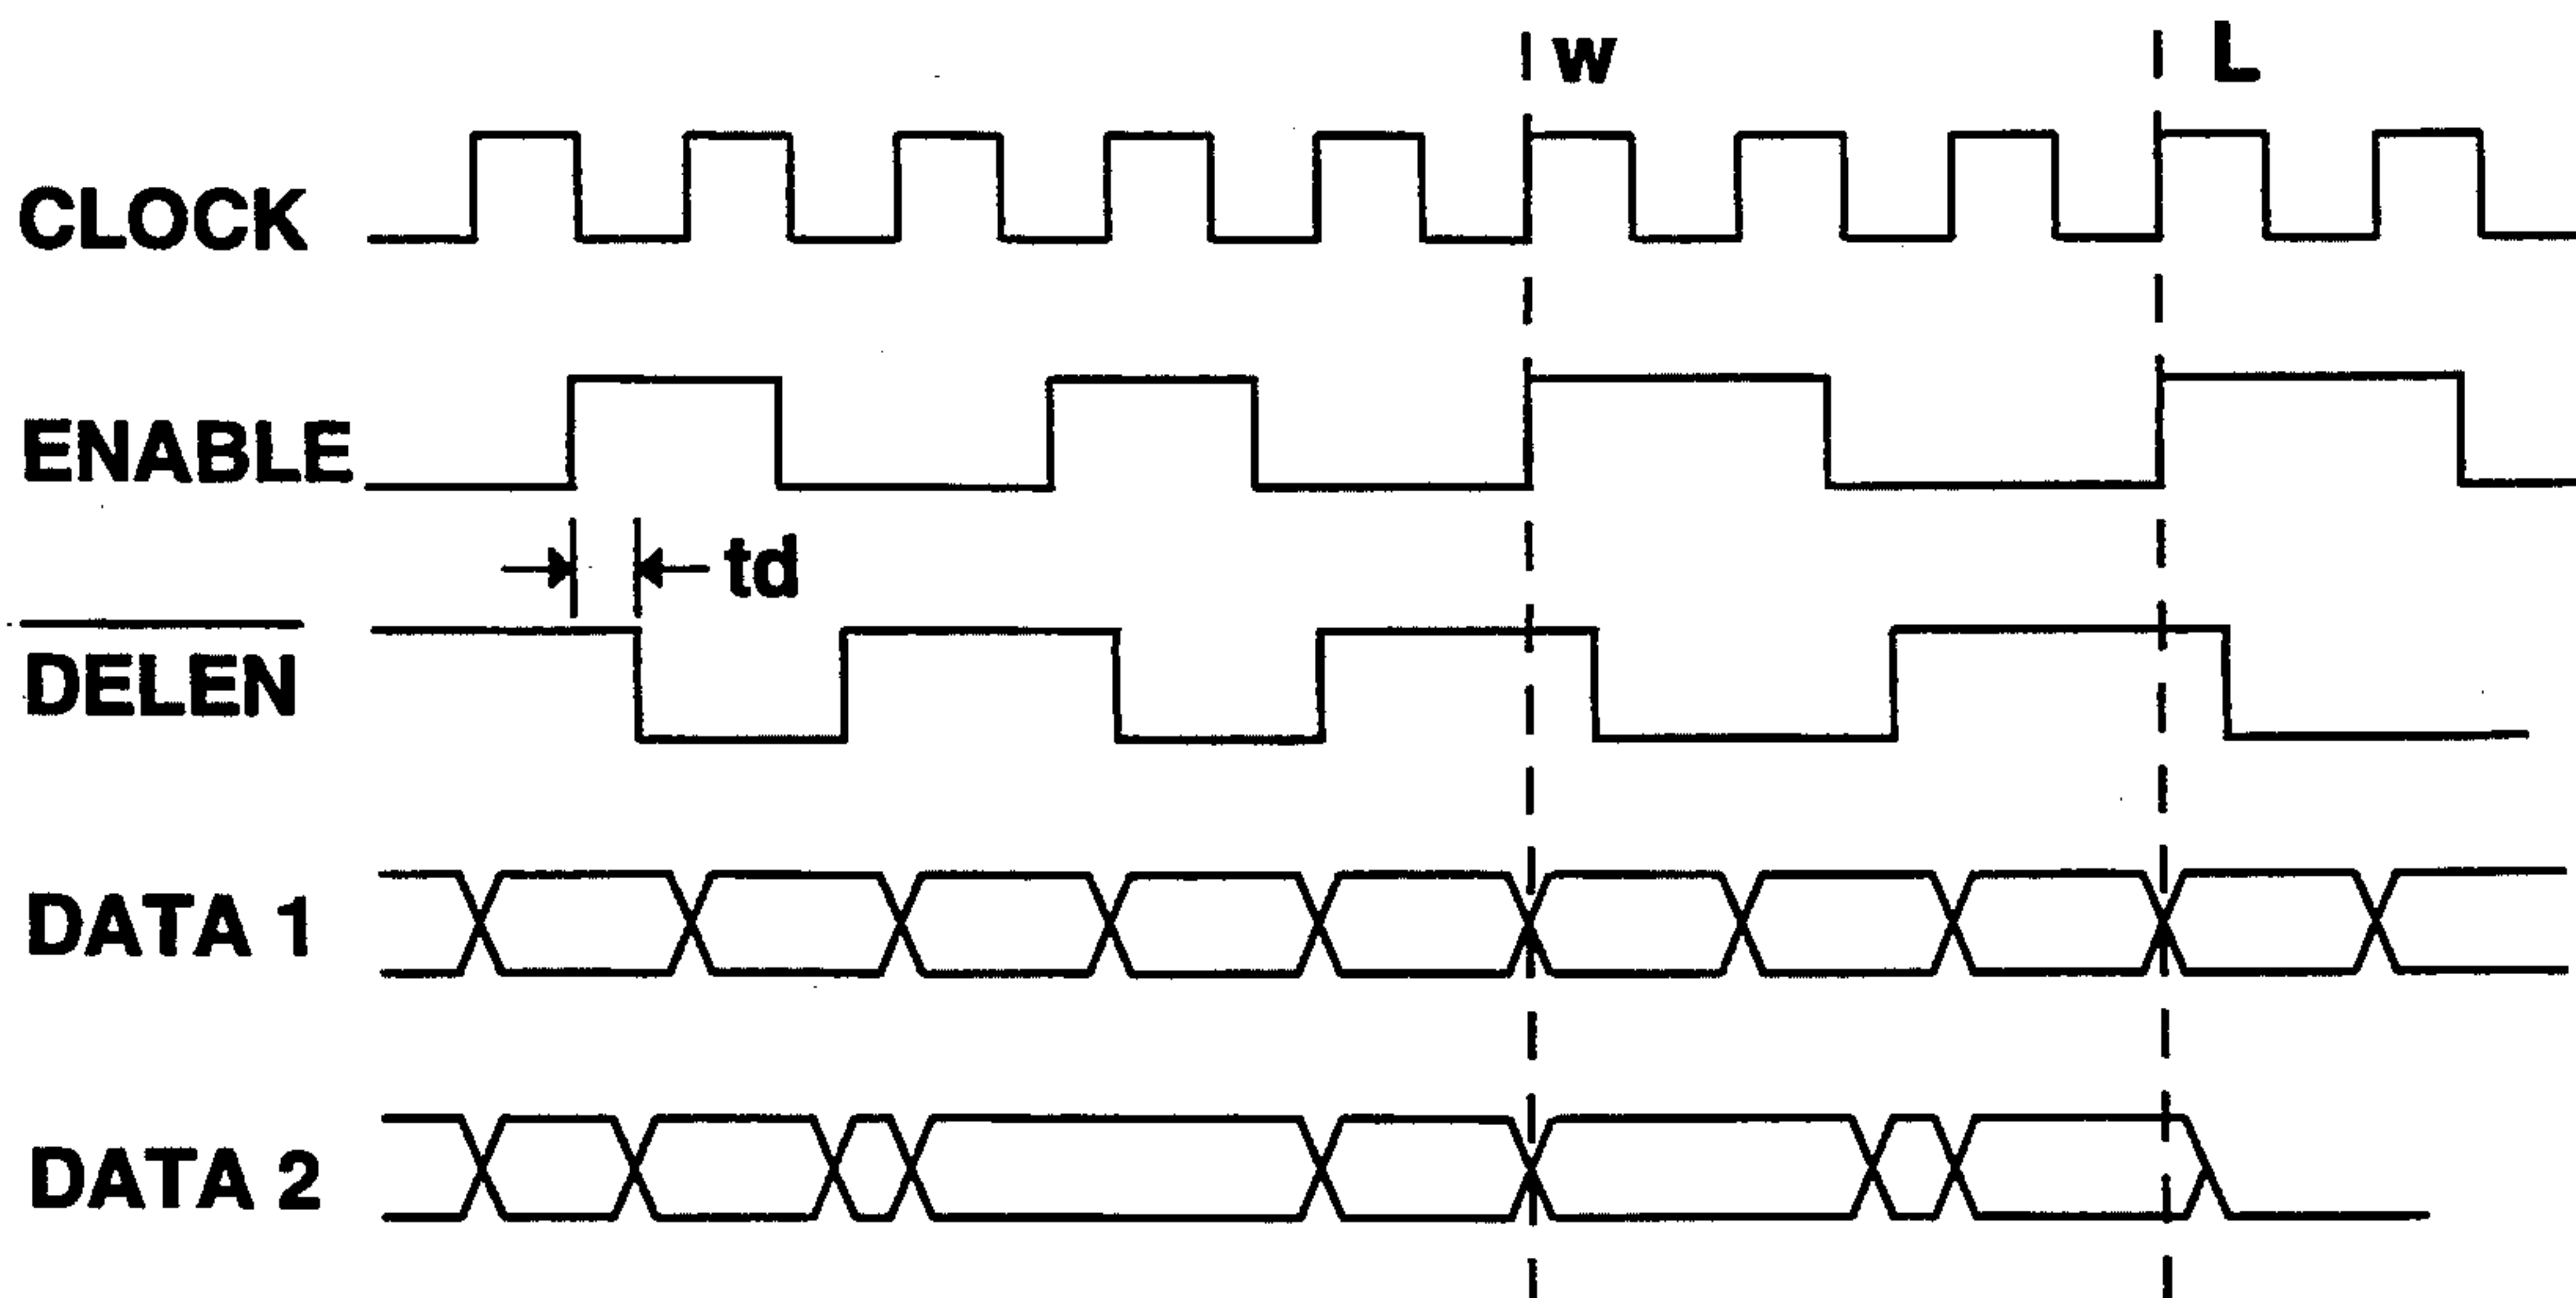 w
L
CLOCK
ENABLE
td
DELEN
DATA 1
DATA 2